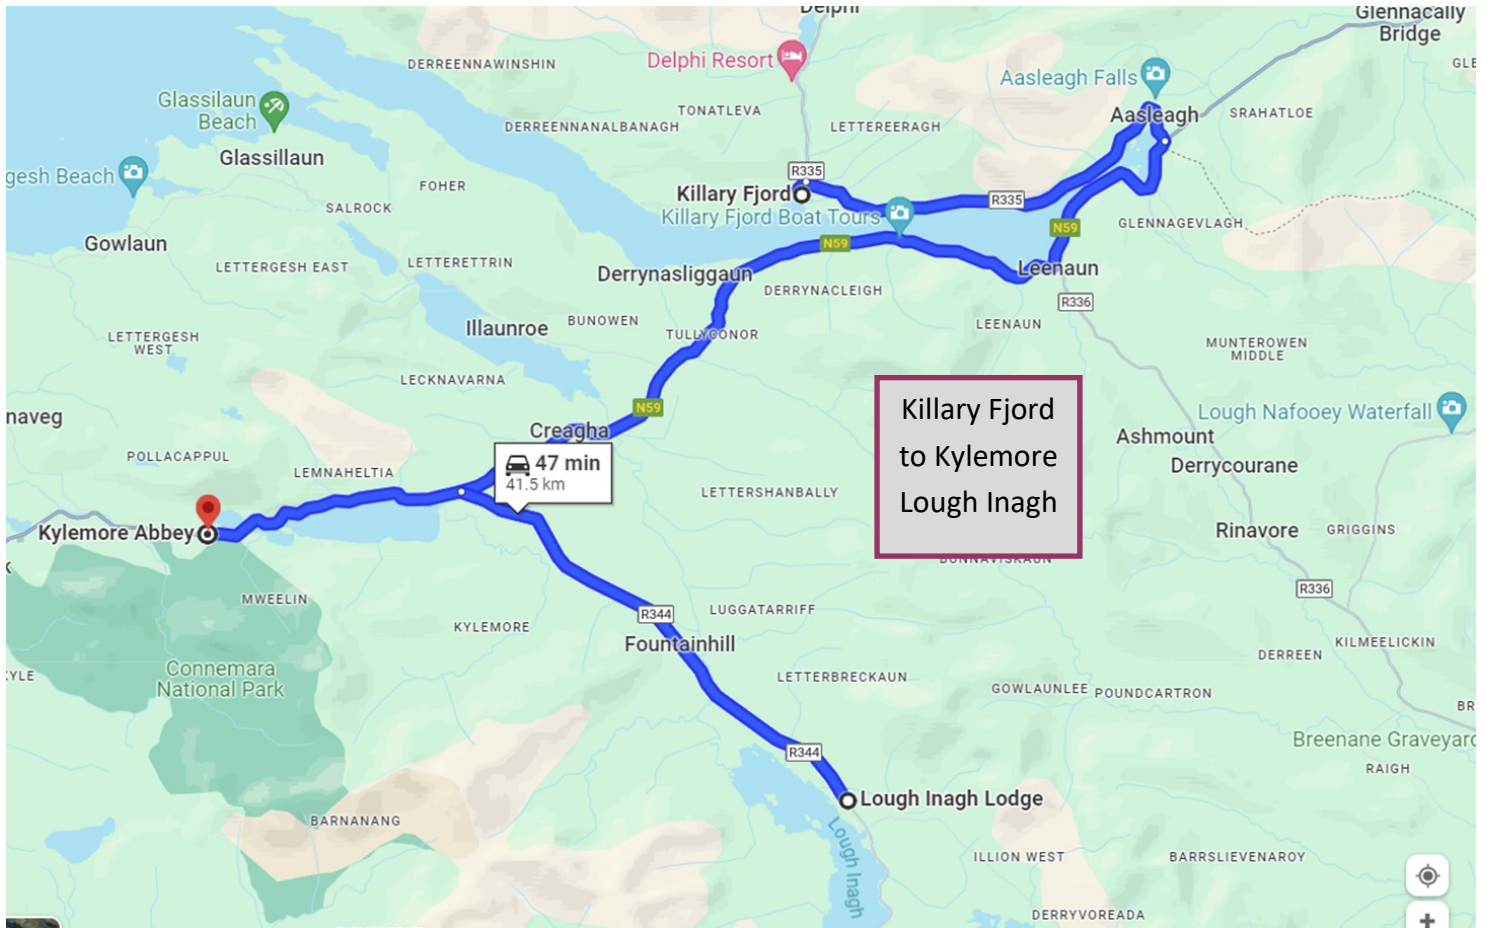 Delphi
Glennacally
Bridge
DERREENNAWINSHIN
Delphi Resort
Aasleagh Falls
Glassilaun
Beach
TONATLEVA
Aasleagh
SRAHATLOE
DERREENNANALBANAGH
LETTEREERAGH
Glassillaun
gesh Beach
R335
FOHER
Killary Fjord
R335
SALROCK
Killary Fjord Boat Tours
N59
GLENNAGEVLAGH
Gowlaun
N59
LETTERGESH EAST
LETTERETTRIN
Derrynasliggaun
Leenaun
DERRYNACLEIGH
R336
Illaunroe
BUNOWEN
TULLYCONOR
LEENAUN
LETTERGESH
WEST
MUNTEROWEN
MIDDLE
LECKNAVARNA
N59
Killary Fjord
to Kylemore
Lough Inagh
naveg
Lough Nafooey Waterfall
Creagha
Ashmount
POLLACAPPUL
LEMNAHELTIA
47 min
41.5 km
Derrycourane
LETTERSHANBALLY
Kylemore Abbey
Rinavore
GRIGGINS
BUNNAVISKAUN
R336
MWEELIN
R344
LUGGATARRIFF
KYLEMORE
Fountainhill
KILMEELICKIN
DERREEN
Connemara
National Park
LETTERBRECKAUN
GOWLAUNLEE
POUNDCARTRON
BR
R344
Breenane Graveyard
RAIGH
Lough Inagh Lodge
BARNANANG
Lough Inagh
ILLION WEST
BARRSLIEVENAROY
DERRYVOREADA